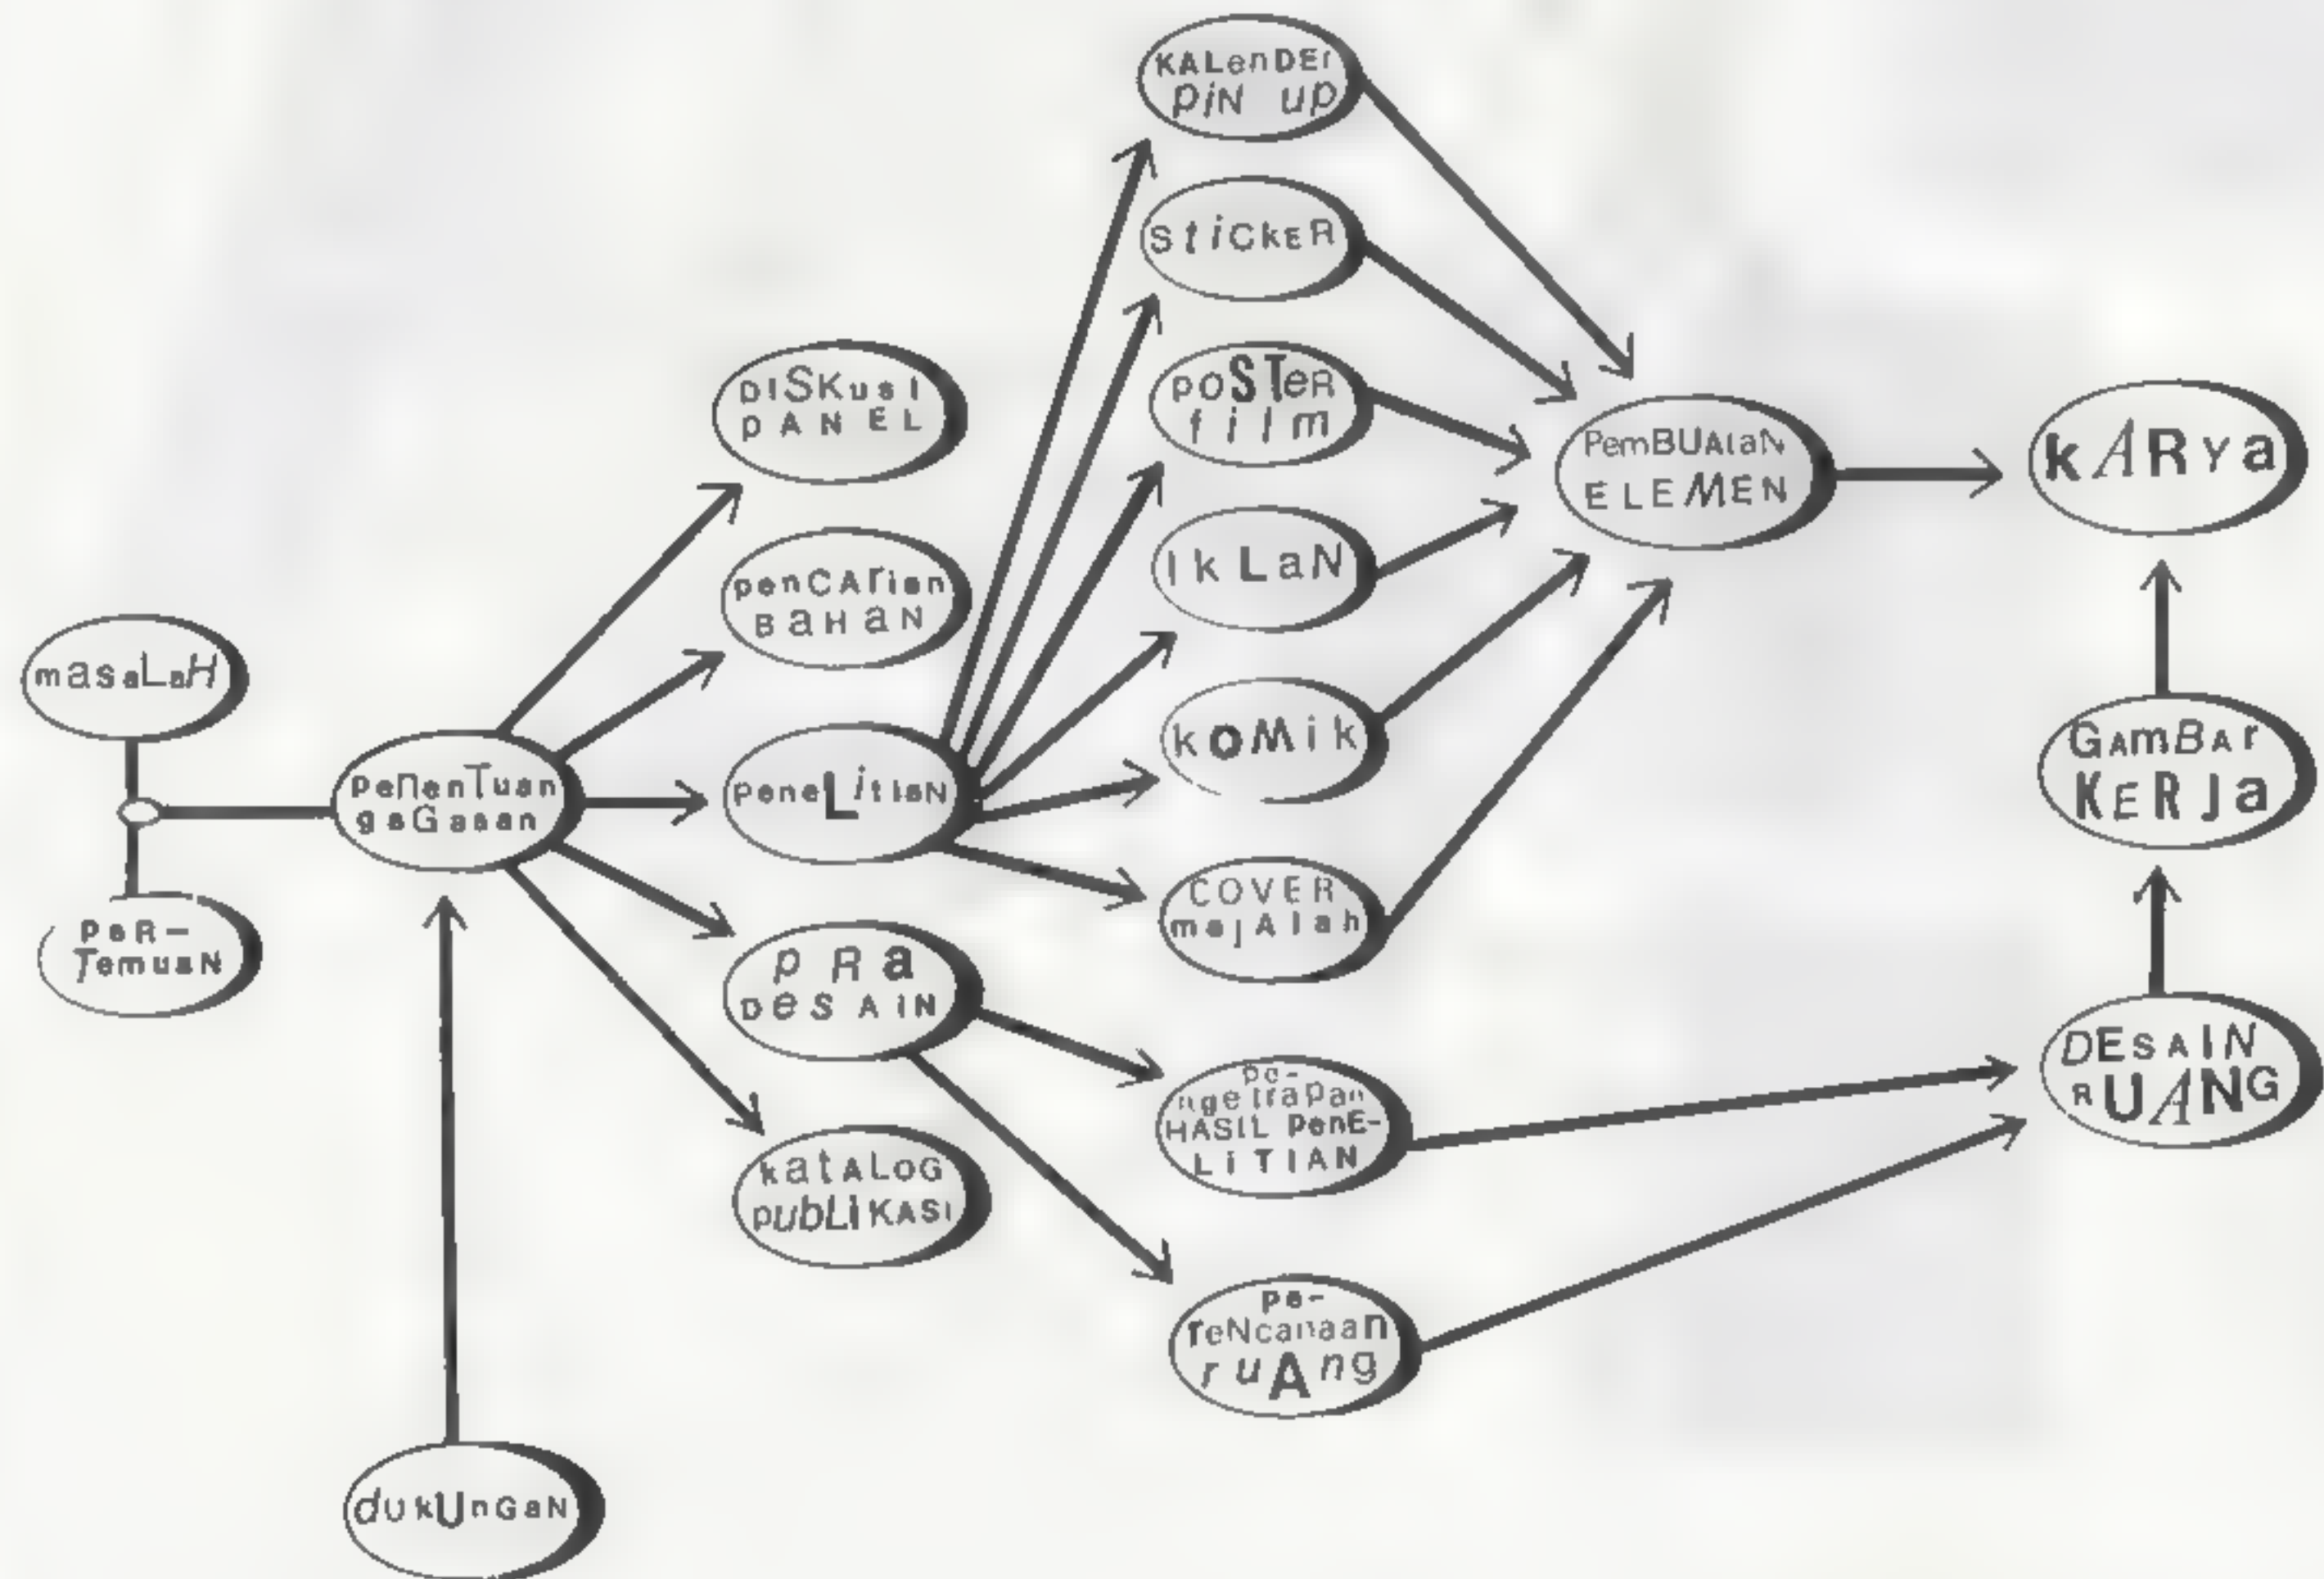 masaLaH
peR-
TemuaN
peNenTuan
gaGasan
dukUnGaN
DISKusI
pANEL
penCArian
BaHaN
peneLitiaN
pRa
DeSAIN
katALoG
pubLiKASI
KALenDEr
piN up
StiCkER
poSTeR
film
IkLaN
koMik
COVER
majAlah
pe-
ngetrapan
HASIL penE-
LiTIAN
pe-
reNcanaan
ruAng
PemBUAtaN
ELEMEN
kARya
GAmBAr
KERJa
DEsAIN
RUANG